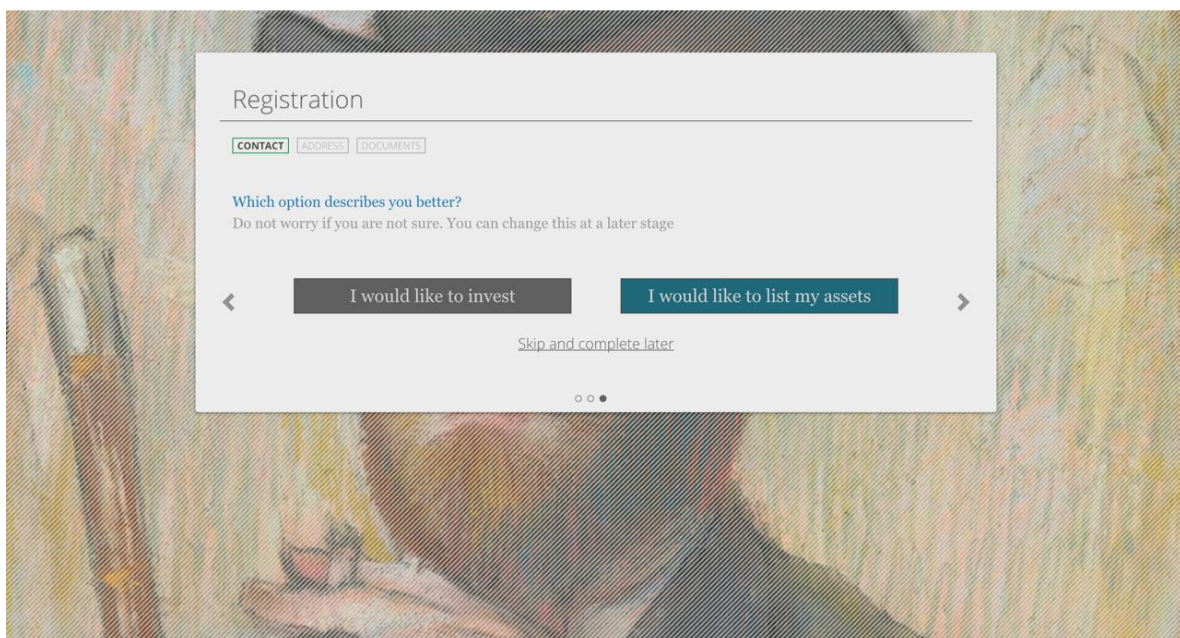 Registration
CONTACT ADDRESS DOCUMENTS
Which option describes you better?
Do not worry if you are not sure. You can change this at a later stage
I would like to invest I would like to list my assets
Skip and complete later